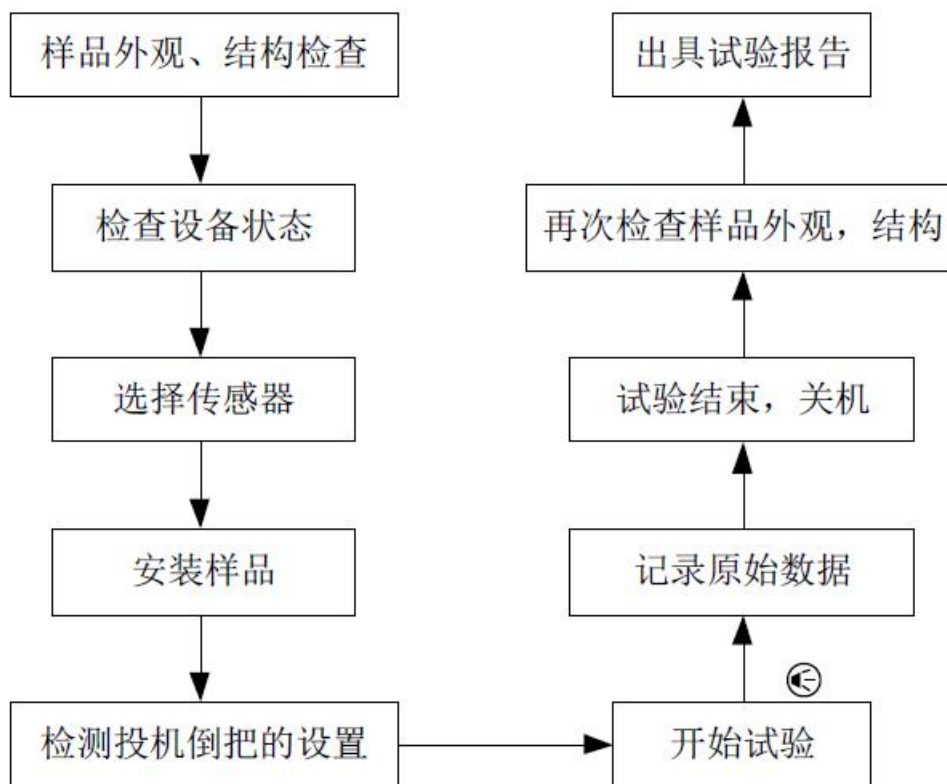 样品外观、结构检查
检查设备状态
选择传感器
安装样品
检测投机倒把的设置
开始试验
记录原始数据
试验结束，关机
再次检查样品外观，结构
出具试验报告